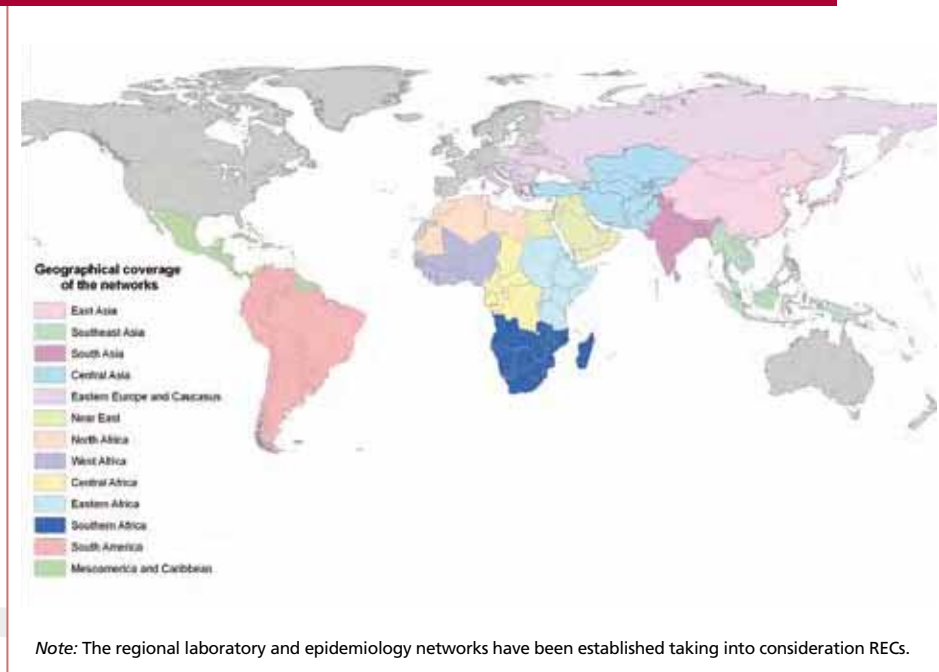 Geographical coverage
of the networks
East Asia
Southeast Asia
South Asia
Central Asia
Eastern Europe and Caucasus
Near East
North Africa
West Africa
Central Africa
Eastern Africa
Southern Africa
South America
Mesoamerica and Caribbean
Note: The regional laboratory and epidemiology networks have been established taking into consideration RECs.